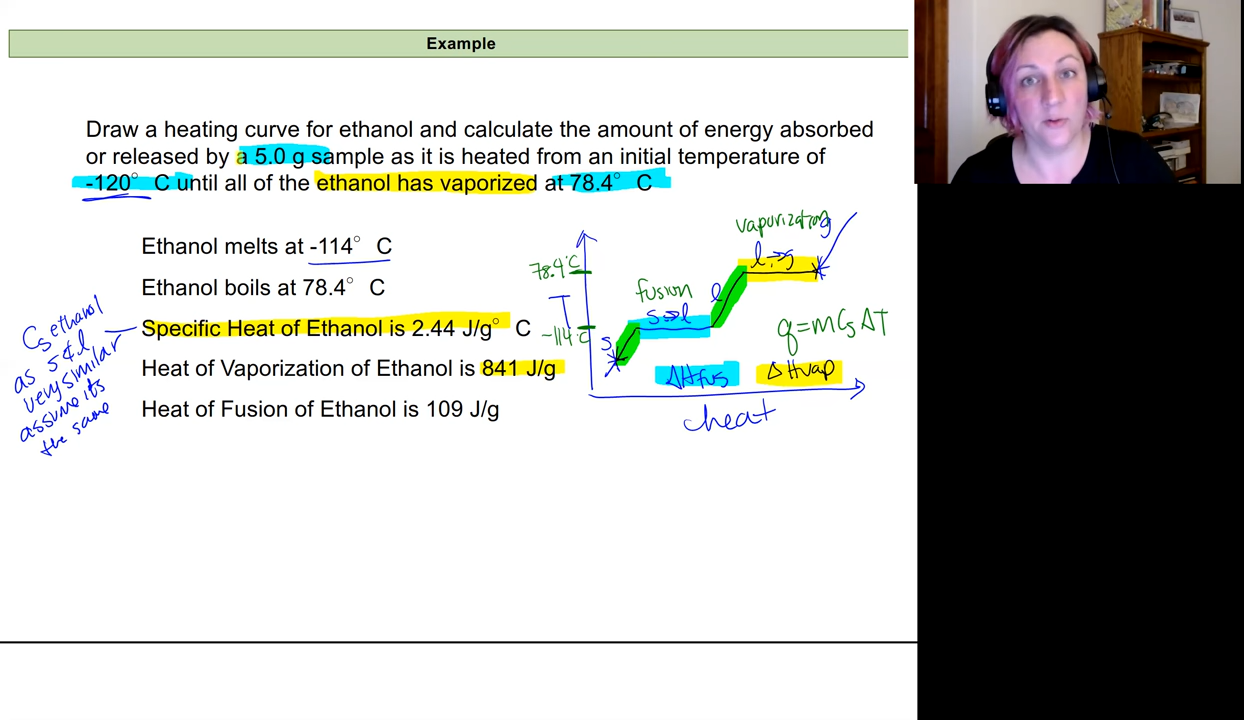 Example
Draw a heating curve for ethanol and calculate the amount of energy absorbed
or released by a 5.0 g sample as it is heated from an initial temperature of
-120° C until all of the ethanol has vaporized at 78.4° C
Ethanol melts at -114° C
Ethanol boils at 78.4° C
Specific Heat of Ethanol is 2.44 J/g° C
Heat of Vaporization of Ethanol is 841 J/g
Heat of Fusion of Ethanol is 109 J/g
Cs ethanol
as s & l
very similar
assume its
the same
vaporization
g
l→g
78.4°C
fusion
s→l
l
T
-114°C
s
q=mCsΔT
ΔHfus
ΔHvap
heat